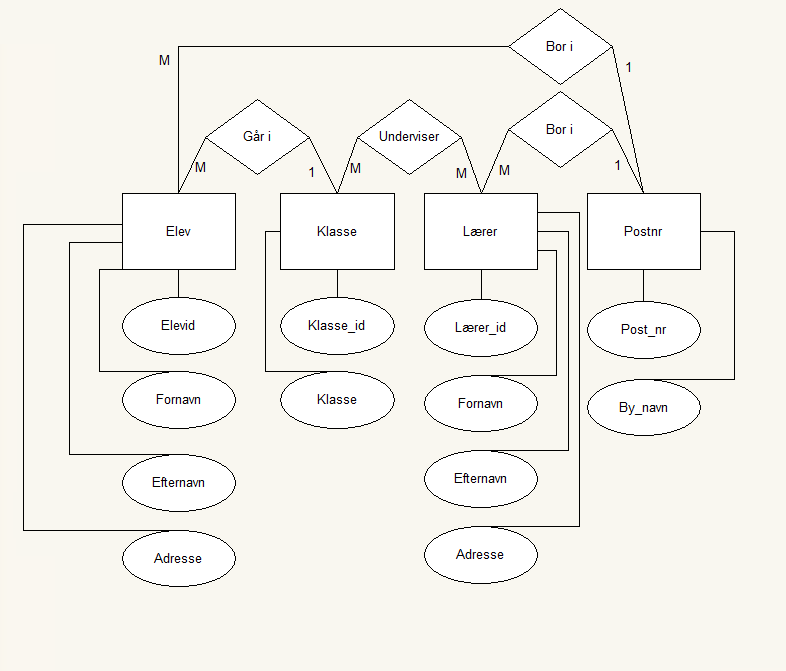 Bor i
M
1
Bor i
Går i
Underviser
M
1
M
M
M
1
Elev
Klasse
Lærer
Postnr
Elevid
Klasse_id
Lærer_id
Post_nr
Fornavn
Klasse
Fornavn
By_navn
Efternavn
Efternavn
Adresse
Adresse